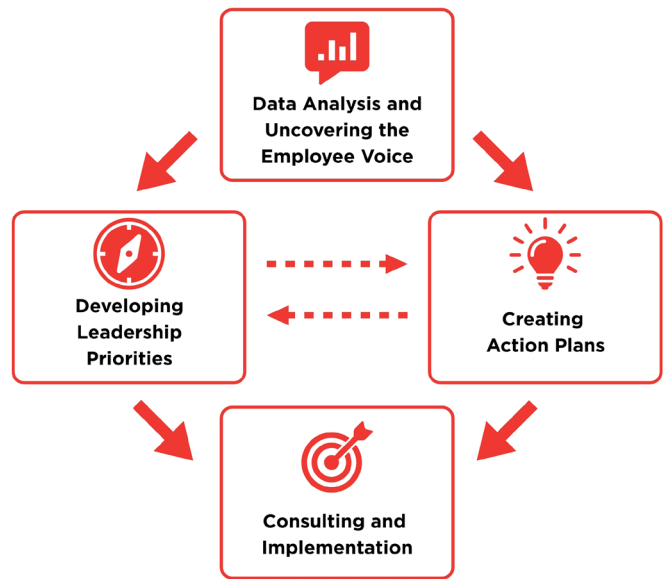 Data Analysis and
Uncovering the
Employee Voice
Developing
Leadership
Priorities
Creating
Action Plans
Consulting and
Implementation